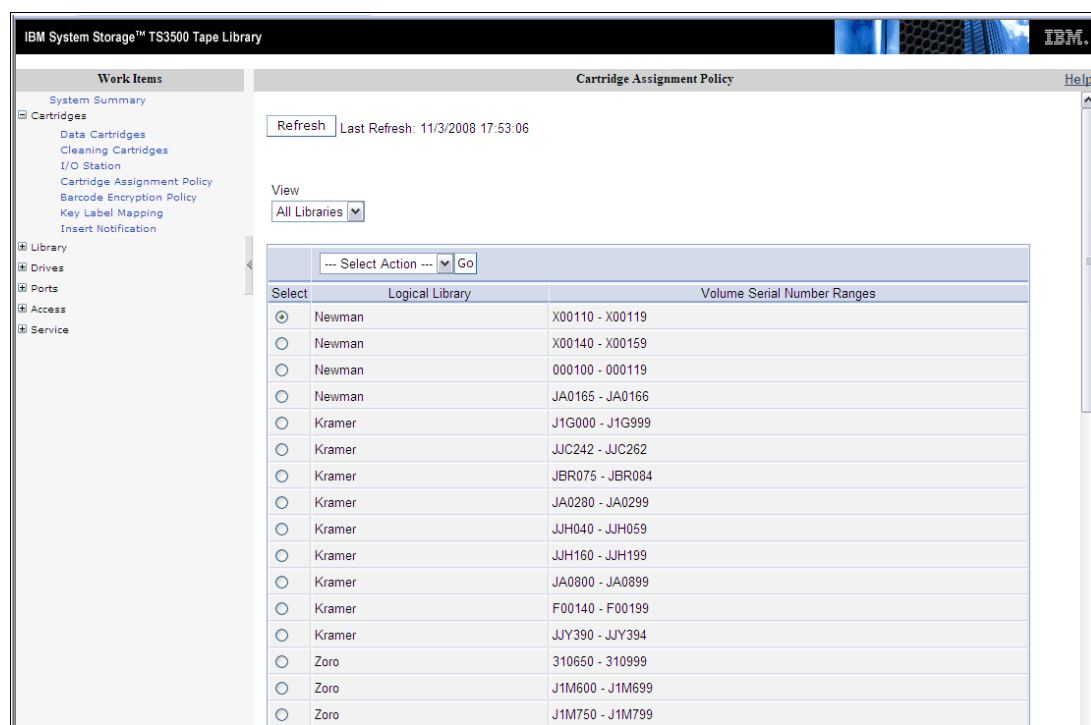 IBM System Storage™ TS3500 Tape Library
IBM.
Work Items
Cartridge Assignment Policy
Help
System Summary
Cartridges
Data Cartridges
Cleaning Cartridges
I/O Station
Cartridge Assignment Policy
Barcode Encryption Policy
Key Label Mapping
Insert Notification
Library
Drives
Ports
Access
Service
Refresh Last Refresh: 11/3/2008 17:53:06
View
All Libraries
--- Select Action --- Go
Select Logical Library Volume Serial Number Ranges
Newman X00110 - X00119
Newman X00140 - X00159
Newman 000100 - 000119
Newman JA0165 - JA0166
Kramer J1G000 - J1G999
Kramer JJC242 - JJC262
Kramer JBR075 - JBR084
Kramer JA0280 - JA0299
Kramer JJH040 - JJH059
Kramer JJH160 - JJH199
Kramer JA0800 - JA0899
Kramer F00140 - F00199
Kramer JJY390 - JJY394
Zoro 310650 - 310999
Zoro J1M600 - J1M699
Zoro J1M750 - J1M799